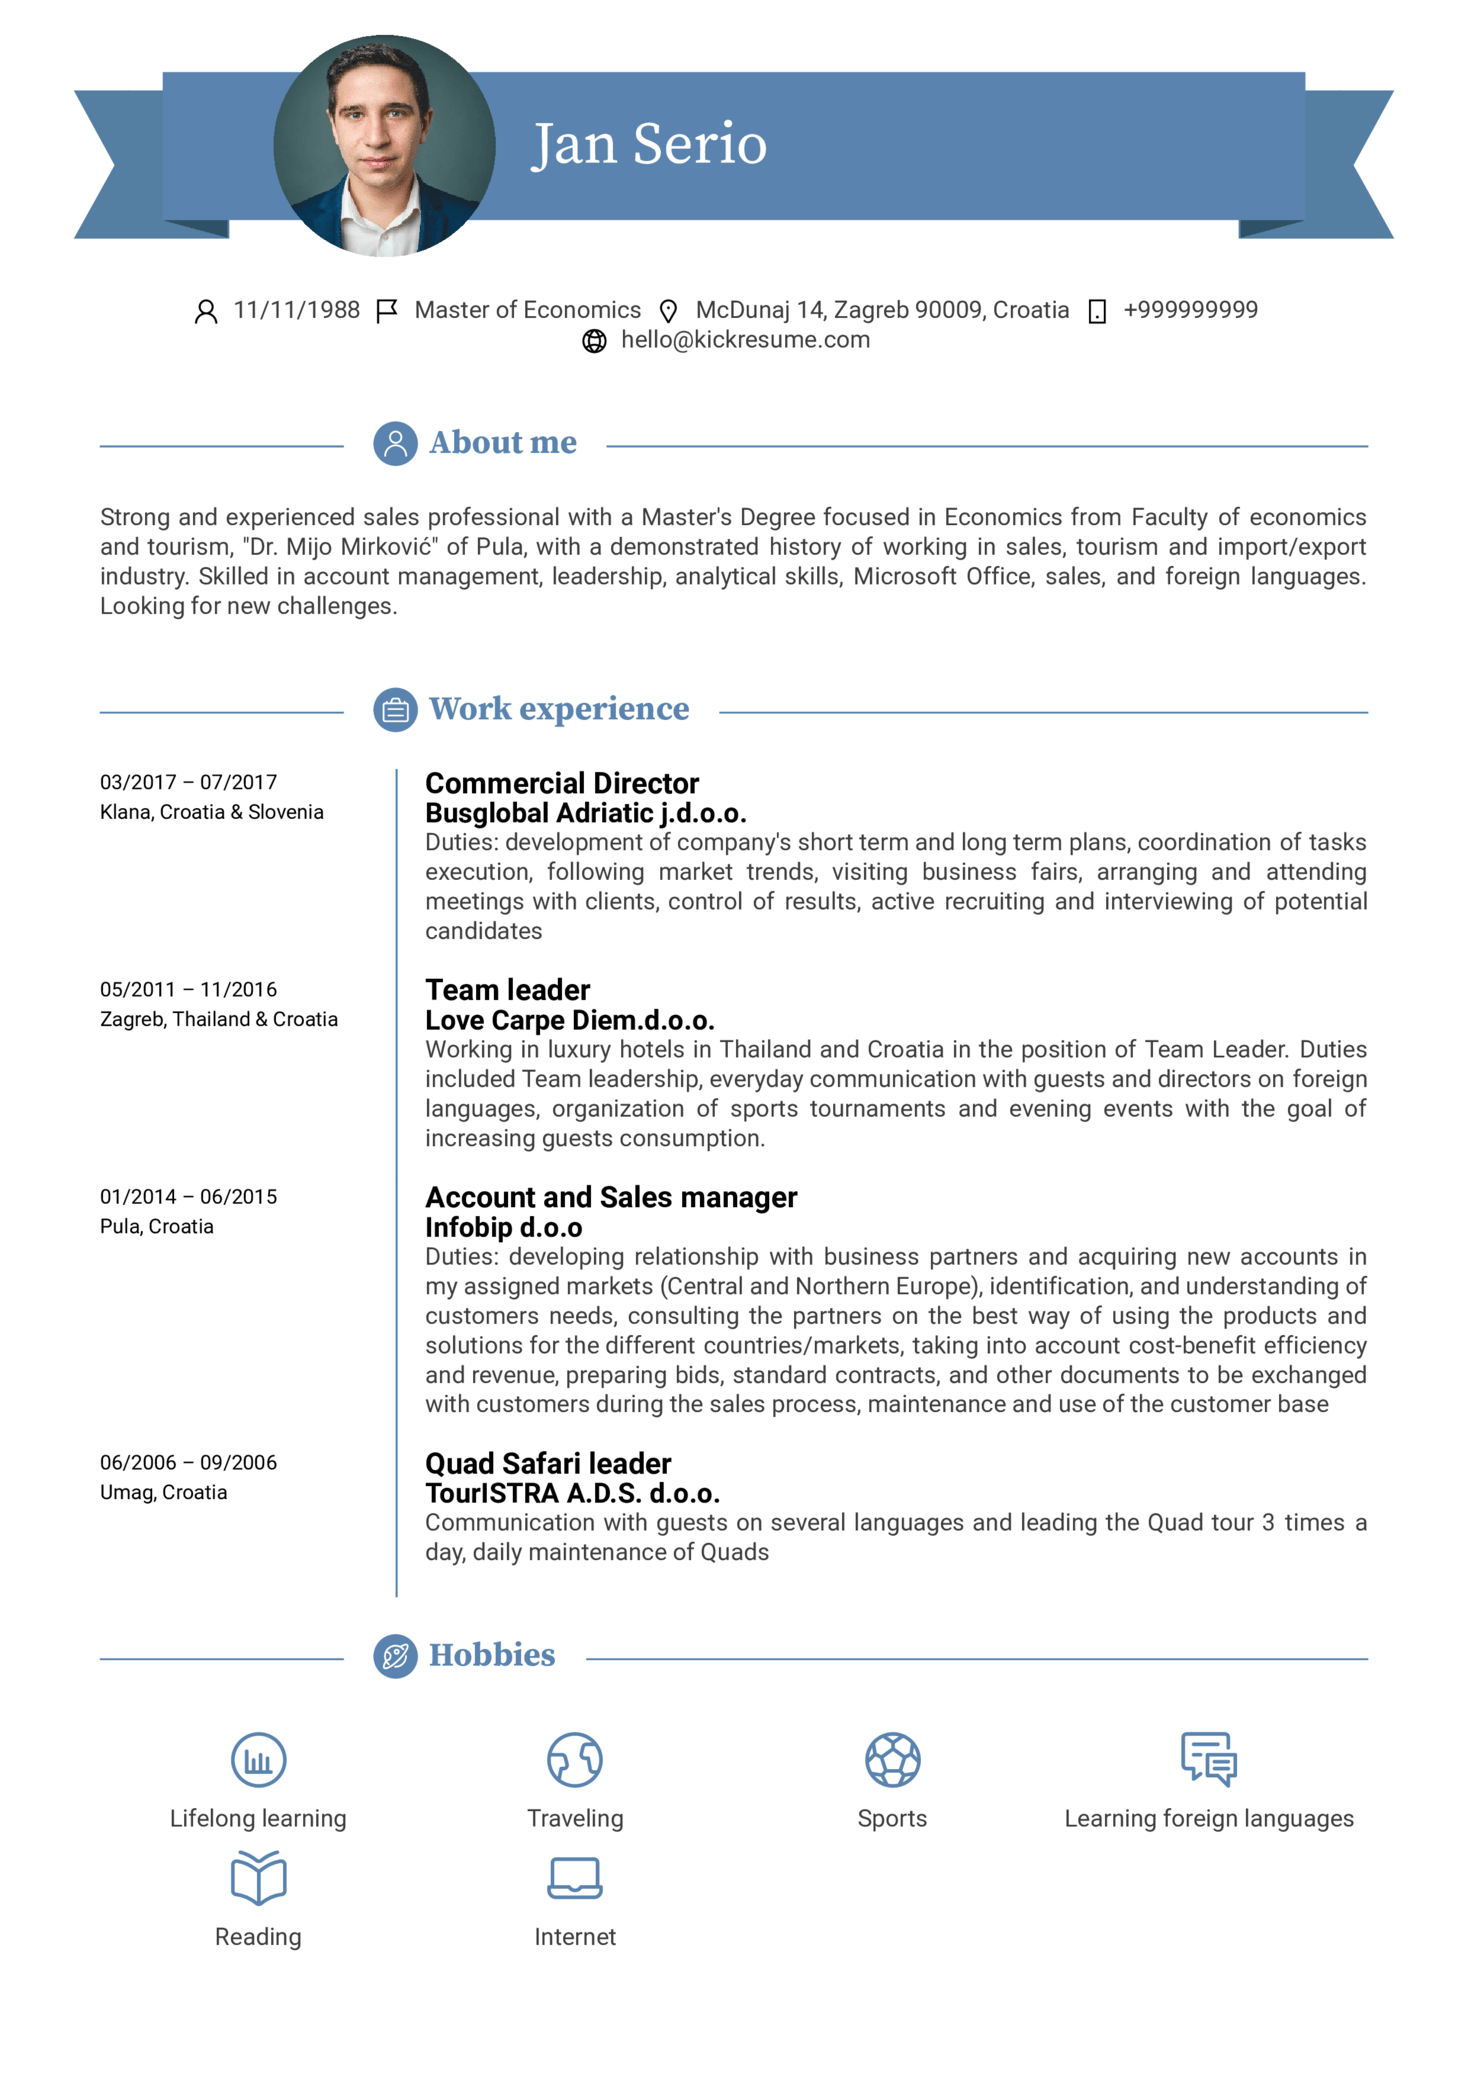 Jan Serio
11/11/1988 Master of Economics McDunaj 14, Zagreb 90009, Croatia +999999999
hello@kickresume.com
About me
Strong and experienced sales professional with a Master's Degree focused in Economics from Faculty of economics
and tourism, "Dr. Mijo Mirković" of Pula, with a demonstrated history of working in sales, tourism and import/export
industry. Skilled in account management, leadership, analytical skills, Microsoft Office, sales, and foreign languages.
Looking for new challenges.
Work experience
03/2017 – 07/2017
Klana, Croatia & Slovenia
Commercial Director
Busglobal Adriatic j.d.o.o.
Duties: development of company's short term and long term plans, coordination of tasks
execution, following market trends, visiting business fairs, arranging and attending
meetings with clients, control of results, active recruiting and interviewing of potential
candidates
05/2011 – 11/2016
Zagreb, Thailand & Croatia
Team leader
Love Carpe Diem.d.o.o.
Working in luxury hotels in Thailand and Croatia in the position of Team Leader. Duties
included Team leadership, everyday communication with guests and directors on foreign
languages, organization of sports tournaments and evening events with the goal of
increasing guests consumption.
01/2014 – 06/2015
Pula, Croatia
Account and Sales manager
Infobip d.o.o
Duties: developing relationship with business partners and acquiring new accounts in
my assigned markets (Central and Northern Europe), identification, and understanding of
customers needs, consulting the partners on the best way of using the products and
solutions for the different countries/markets, taking into account cost-benefit efficiency
and revenue, preparing bids, standard contracts, and other documents to be exchanged
with customers during the sales process, maintenance and use of the customer base
06/2006 – 09/2006
Umag, Croatia
Quad Safari leader
TourISTRA A.D.S. d.o.o.
Communication with guests on several languages and leading the Quad tour 3 times a
day, daily maintenance of Quads
Hobbies
Lifelong learning
Traveling
Sports
Learning foreign languages
Reading
Internet